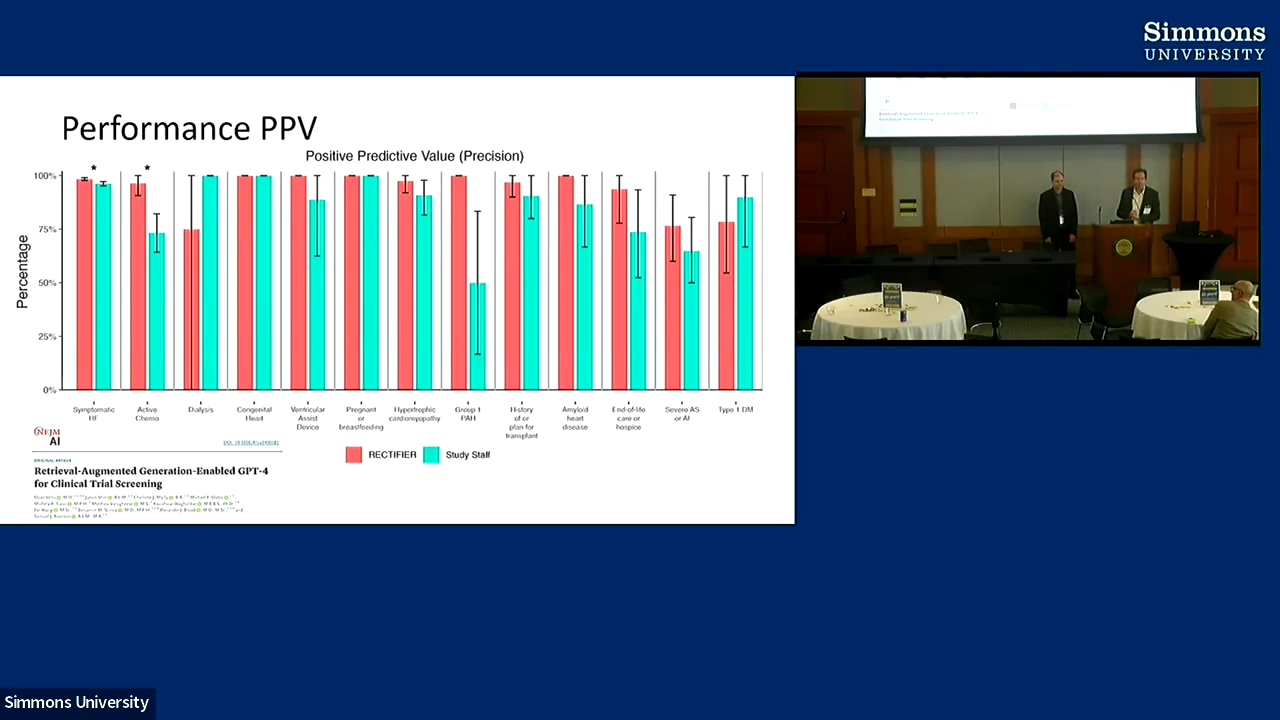 Simmons
UNIVERSITY
Performance PPV
Positive Predictive Value (Precision)
Percentage
100%
75%
50%
25%
0%
*
*
Symptomatic
HF
Active
Chemo
Dialysis
Congenital
Heart
Ventricular
Assist
Device
Pregnant
or
breastfeeding
Hypertrophic
cardiomyopathy
Group 1
PAH
History
of or
plan for
transplant
Amyloid
heart
disease
End-of-life
care or
hospice
Severe AS
or AI
Type 1 DM
RECTIFIER
Study Staff
NEJM
AI
ORIGINAL ARTICLE
Retrieval-Augmented Generation-Enabled GPT-4
for Clinical Trial Screening
Simmons University